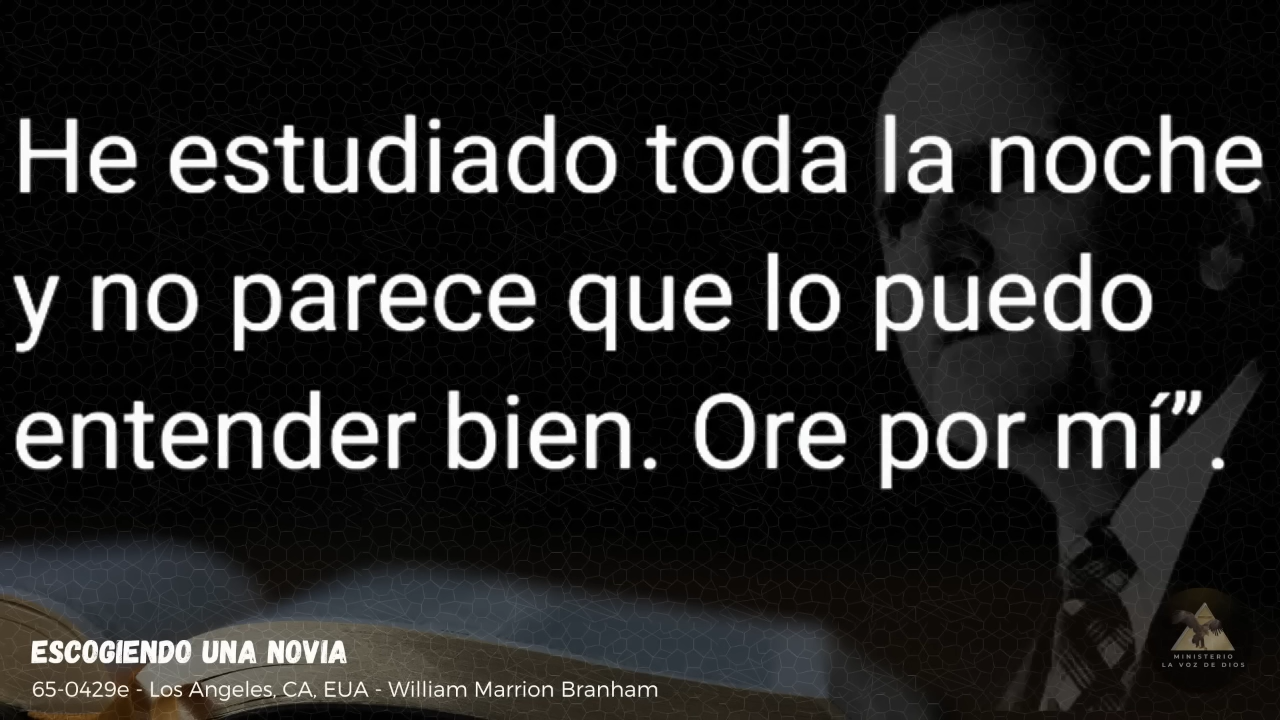 He estudiado toda la noche
y no parece que lo puedo
entender bien. Ore por mí”.
ESCOGIENDO UNA NOVIA
65-0429e - Los Angeles, CA, EUA - William Marrion Branham
MINISTERIO
LA VOZ DE DIOS